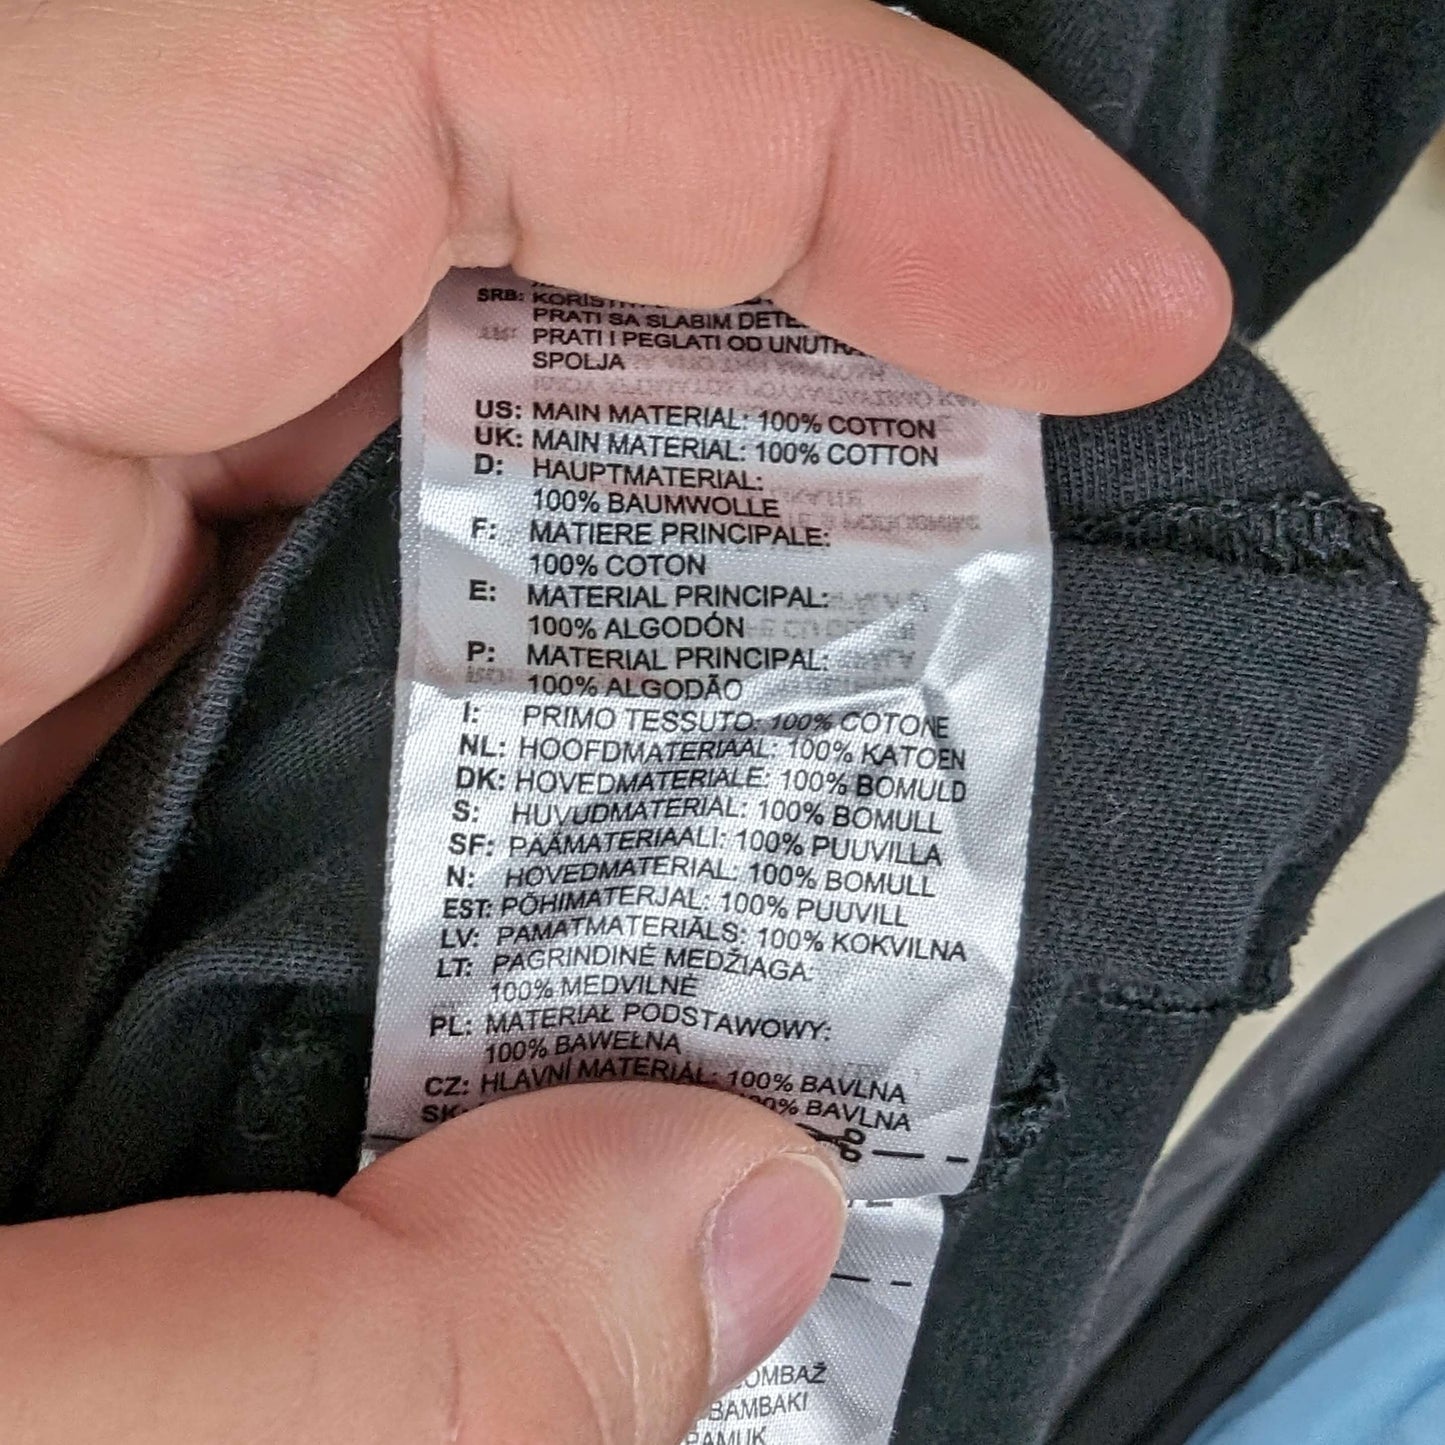 SRB:
PRATI SA SLABIM
PRATI I PEGLATI OD
SPOLJA
US: MAIN MATERIAL: 100% COTTON
UK: MAIN MATERIAL: 100% COTTON
D: HAUPTMATERIAL:
100% BAUMWOLLE
F: MATIERE PRINCIPALE:
100% COTON
E: MATERIAL PRINCIPAL:
100% ALGODÓN
P: MATERIAL PRINCIPAL:
100% ALGODÃO
I: PRIMO TESSUTO: 100% COTONE
NL: HOOFDMATERIAAL: 100% KATOEN
DK: HOVEDMATERIALE: 100% BOMULD
S: HUVUDMATERIAL: 100% BOMULL
SF: PÄÄMATERIAALI: 100% PUUVILLA
N: HOVEDMATERIAL: 100% BOMULL
EST: PÕHIMATERJAL: 100% PUUVILL
LV: PAMATMATERIĀLS: 100% KOKVILNA
LT: PAGRINDINĖ MEDŽIAGA:
100% MEDVILNĖ
PL: MATERIAŁ PODSTAWOWY:
100% BAWEŁNA
CZ: HLAVNÍ MATERIÁL: 100% BAVLNA
SK: BAVLNA
BAMBAKI